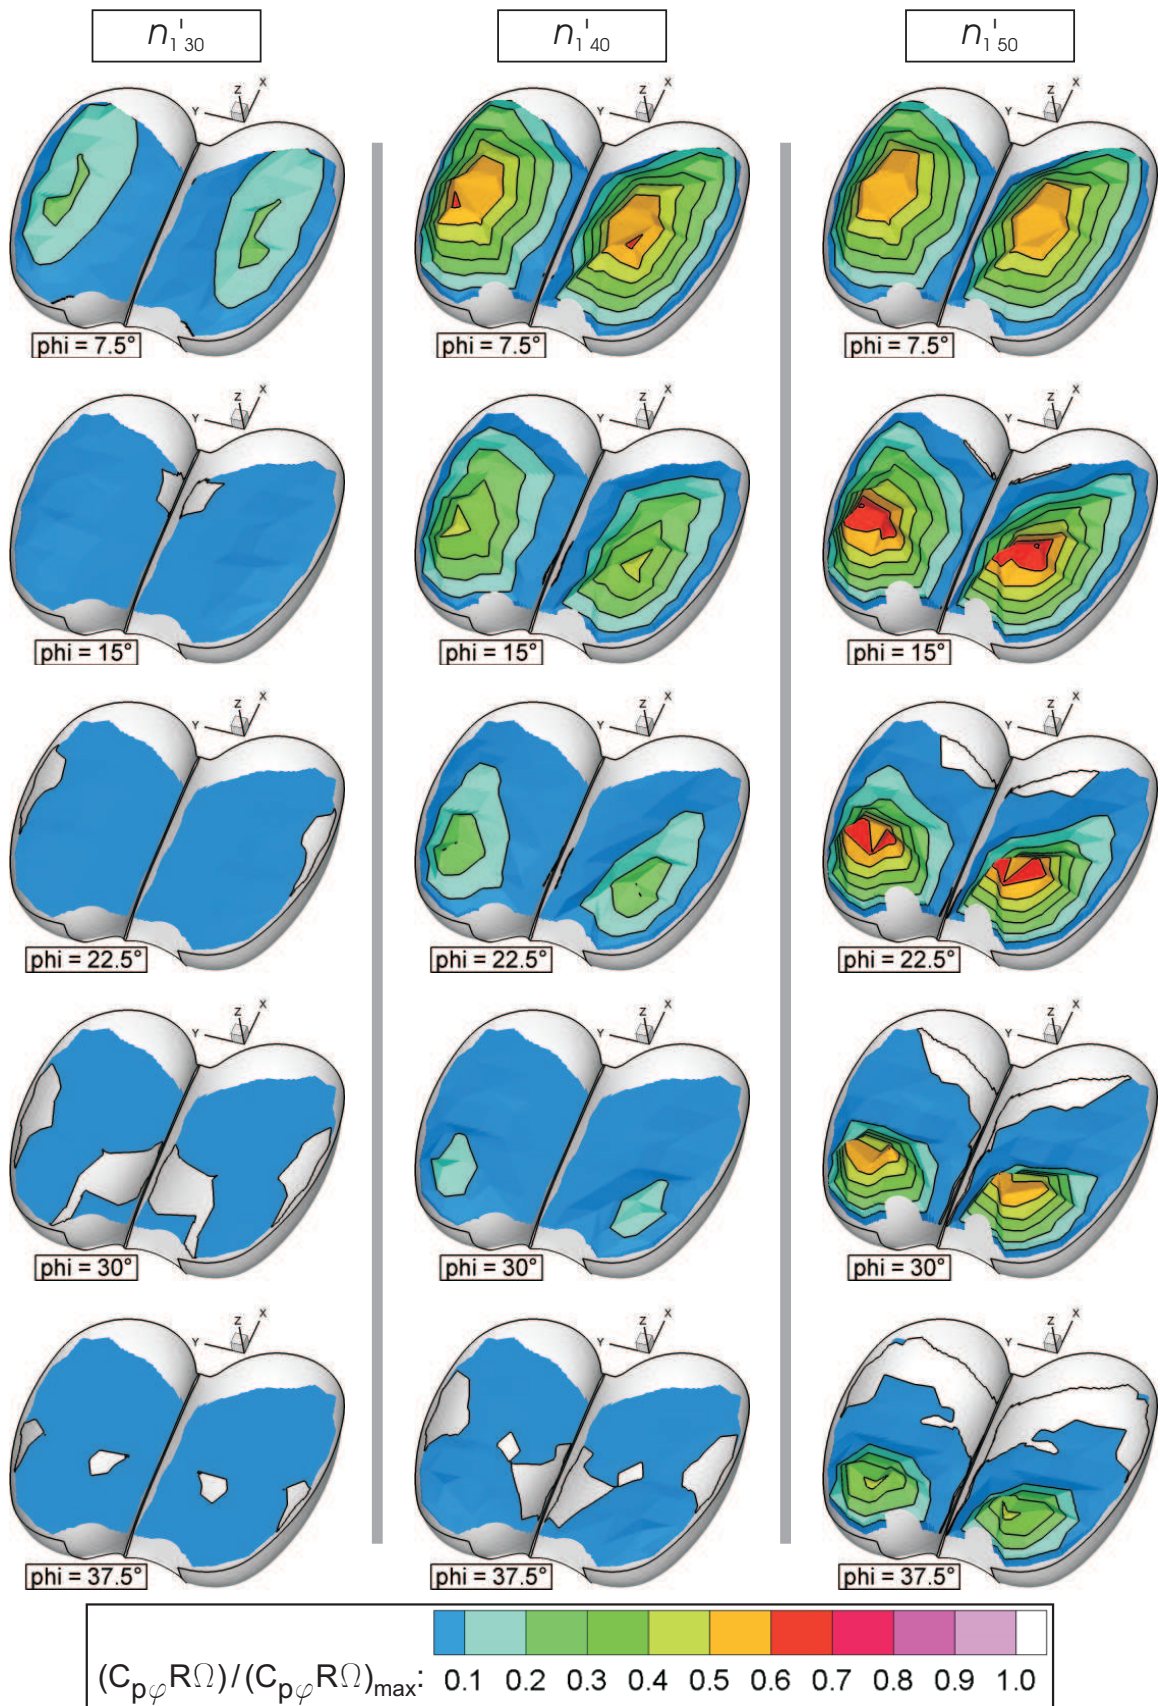 n'1 30 n'1 40 n'1 50
Z X Y Z X Y Z X Y
phi = 7.5° phi = 7.5° phi = 7.5°
Z X Y Z X Y Z X Y
phi = 15° phi = 15° phi = 15°
Z X Y Z X Y Z X Y
phi = 22.5° phi = 22.5° phi = 22.5°
Z X Y Z X Y Z X Y
phi = 30° phi = 30° phi = 30°
Z X Y Z X Y Z X Y
phi = 37.5° phi = 37.5° phi = 37.5°
(CpφRΩ)/(CpφRΩ)max: 0.1 0.2 0.3 0.4 0.5 0.6 0.7 0.8 0.9 1.0